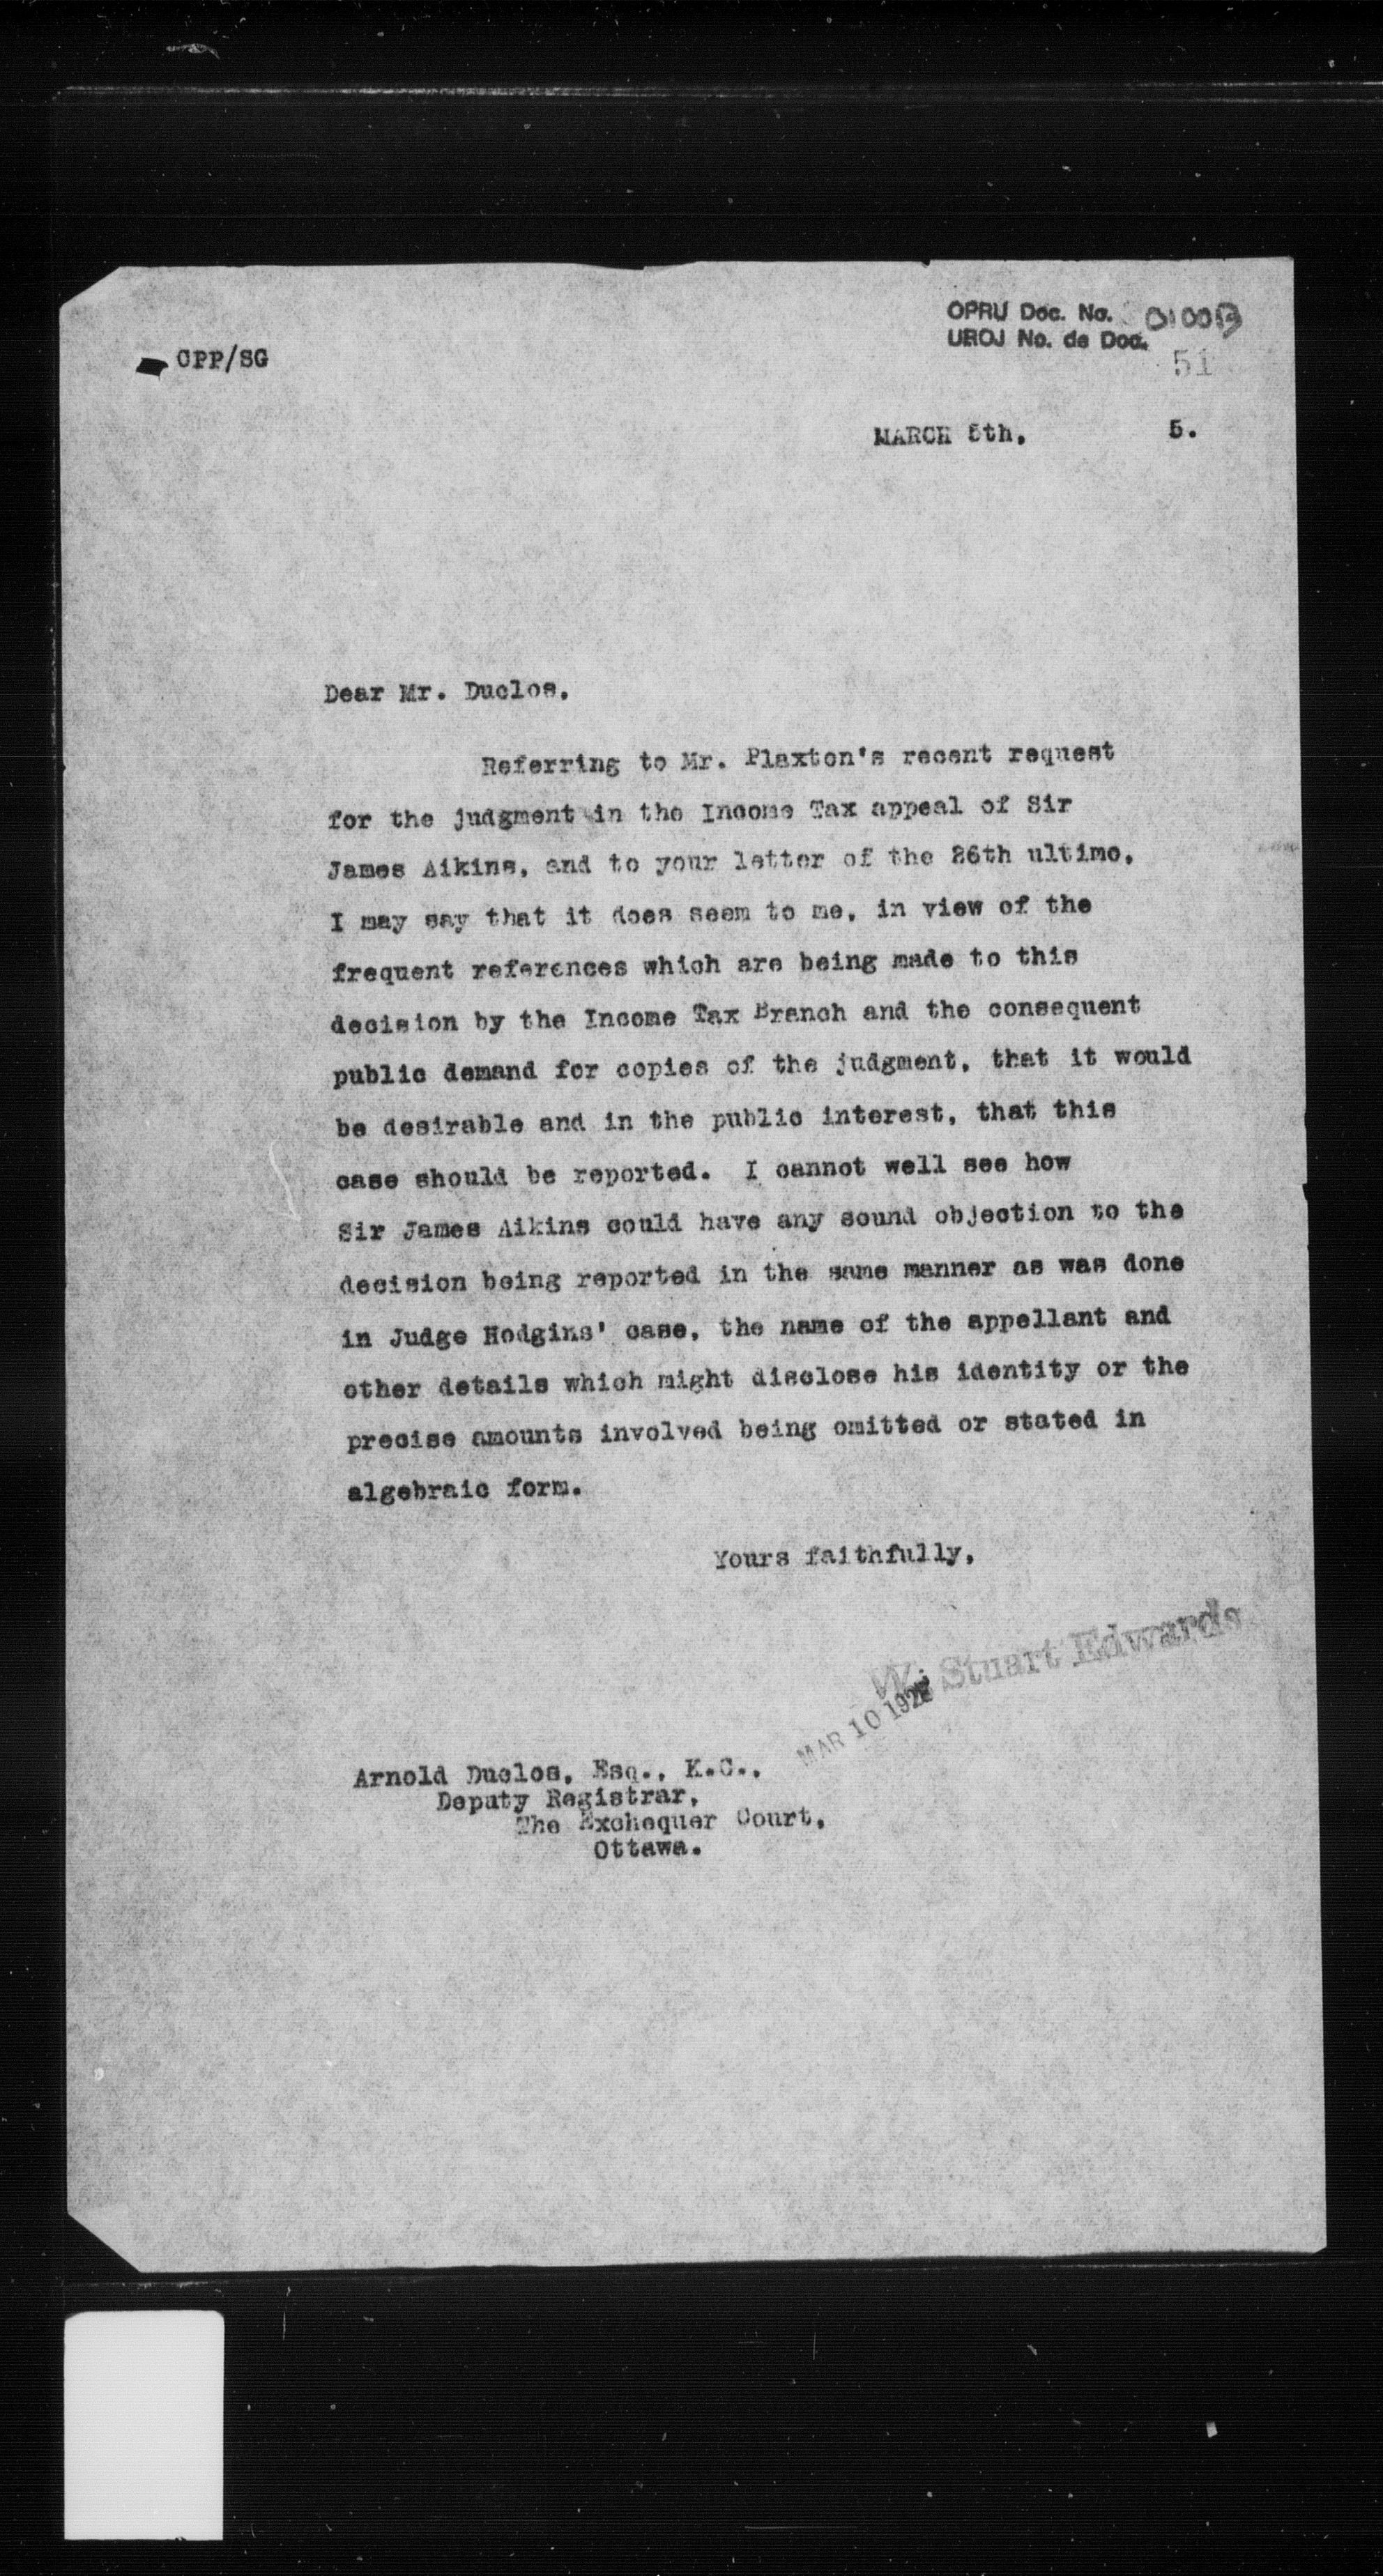 OPRU Doc. No.
UROJ No. de Doc.
51
CPP/SG
MARCH 5th, 5.
Dear Mr. Duclos,
Referring to Mr. Plaxton's recent request
for the judgment in the Income Tax appeal of Sir
James Aikins, and to your letter of the 26th ultimo,
I may say that it does seem to me, in view of the
frequent references which are being made to this
decision by the Income Tax Branch and the consequent
public demand for copies of the judgment, that it would
be desirable and in the public interest, that this
case should be reported. I cannot well see how
Sir James Aikins could have any sound objection to the
decision being reported in the same manner as was done
in Judge Hodgins' case, the name of the appellant and
other details which might disclose his identity or the
precise amounts involved being omitted or stated in
algebraic form.
Yours faithfully,
W. Stuart Edwards
MAR 10
Arnold Duclos, Esq., K.C.,
Deputy Registrar,
The Exchequer Court,
Ottawa.